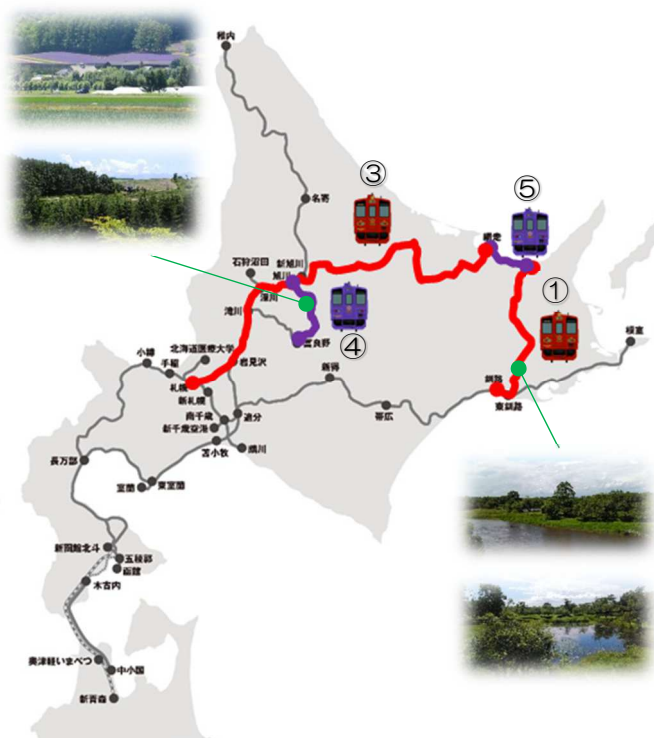 稚内
③
⑤
名寄
網走
石狩沼田
新旭川
旭川
①
深川
滝川
根室
④
富良野
北海道医療大学
小樽
手稲
岩見沢
新得
札幌
釧路
新札幌
東釧路
帯広
南千歳
追分
新千歳空港
長万部
苫小牧
鵡川
室蘭
東室蘭
新函館北斗
五稜郭
函館
木古内
奥津軽いまべつ
中小国
新青森